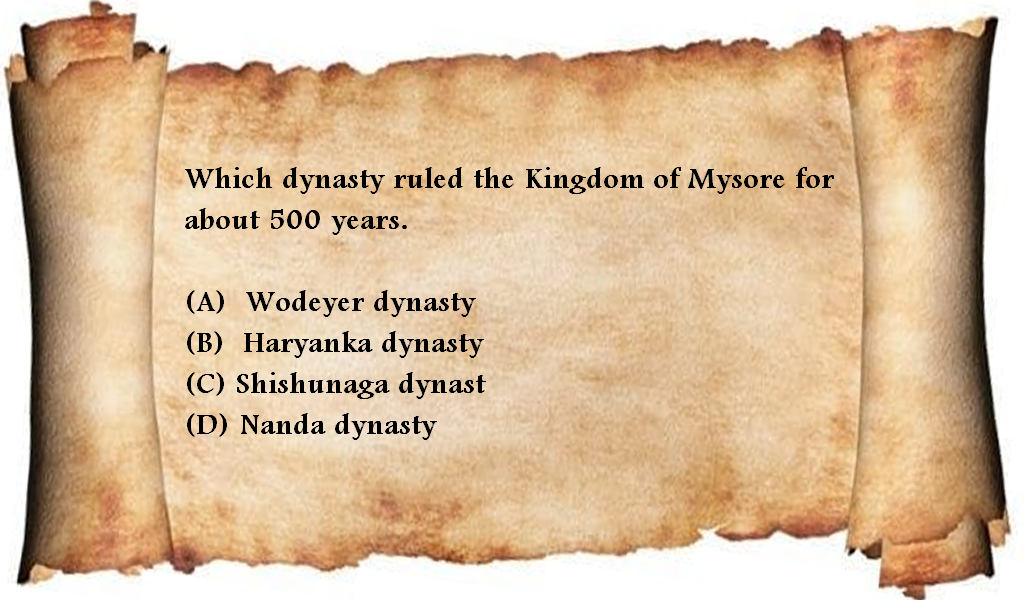 Which dynasty ruled the Kingdom of Mysore for
about 500 years.
(A) Wodeyer dynasty
(B) Haryanka dynasty
(C) Shishunaga dynast
(D) Nanda dynasty